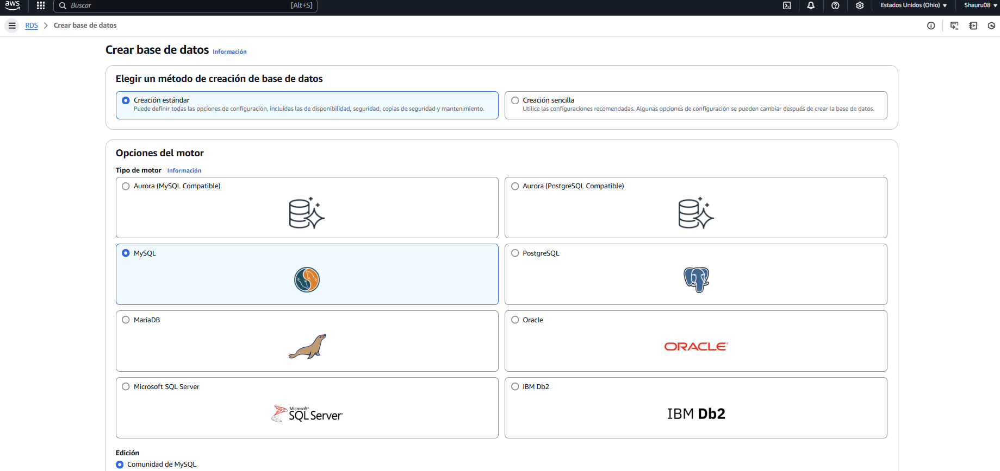 aws
Buscar [Alt+S] Estados Unidos (Ohio) Shauru08
RDS Crear base de datos
Crear base de datos Información
Elegir un método de creación de base de datos
Creación estándar
Puede definir todas las opciones de configuración, incluidas las de disponibilidad, seguridad, copias de seguridad y mantenimiento.
Creación sencilla
Utilice las configuraciones recomendadas. Algunas opciones de configuración se pueden cambiar después de crear la base de datos.
Opciones del motor
Tipo de motor Información
Aurora (MySQL Compatible)
Aurora (PostgreSQL Compatible)
MySQL
PostgreSQL
MariaDB
Oracle
ORACLE
Microsoft SQL Server
Microsoft
SQL Server
IBM Db2
IBM Db2
Edición
Comunidad de MySQL